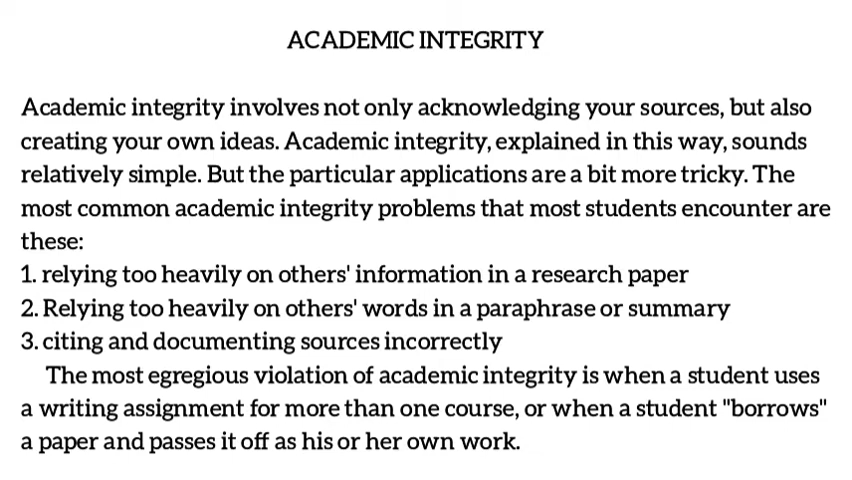 ACADEMIC INTEGRITY
Academic integrity involves not only acknowledging your sources, but also
creating your own ideas. Academic integrity, explained in this way, sounds
relatively simple. But the particular applications are a bit more tricky. The
most common academic integrity problems that most students encounter are
these:
1. relying too heavily on others' information in a research paper
2. Relying too heavily on others' words in a paraphrase or summary
3. citing and documenting sources incorrectly
The most egregious violation of academic integrity is when a student uses
a writing assignment for more than one course, or when a student "borrows"
a paper and passes it off as his or her own work.